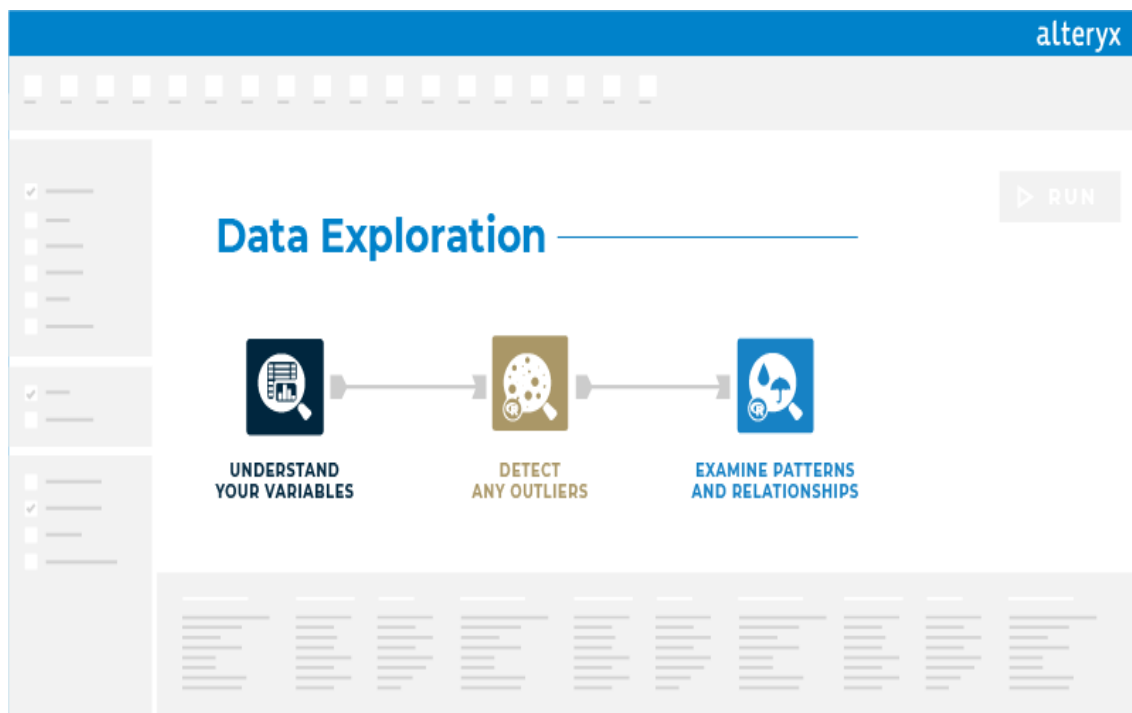 alteryx
RUN
Data Exploration
UNDERSTAND
YOUR VARIABLES
DETECT
ANY OUTLIERS
EXAMINE PATTERNS
AND RELATIONSHIPS
R
R